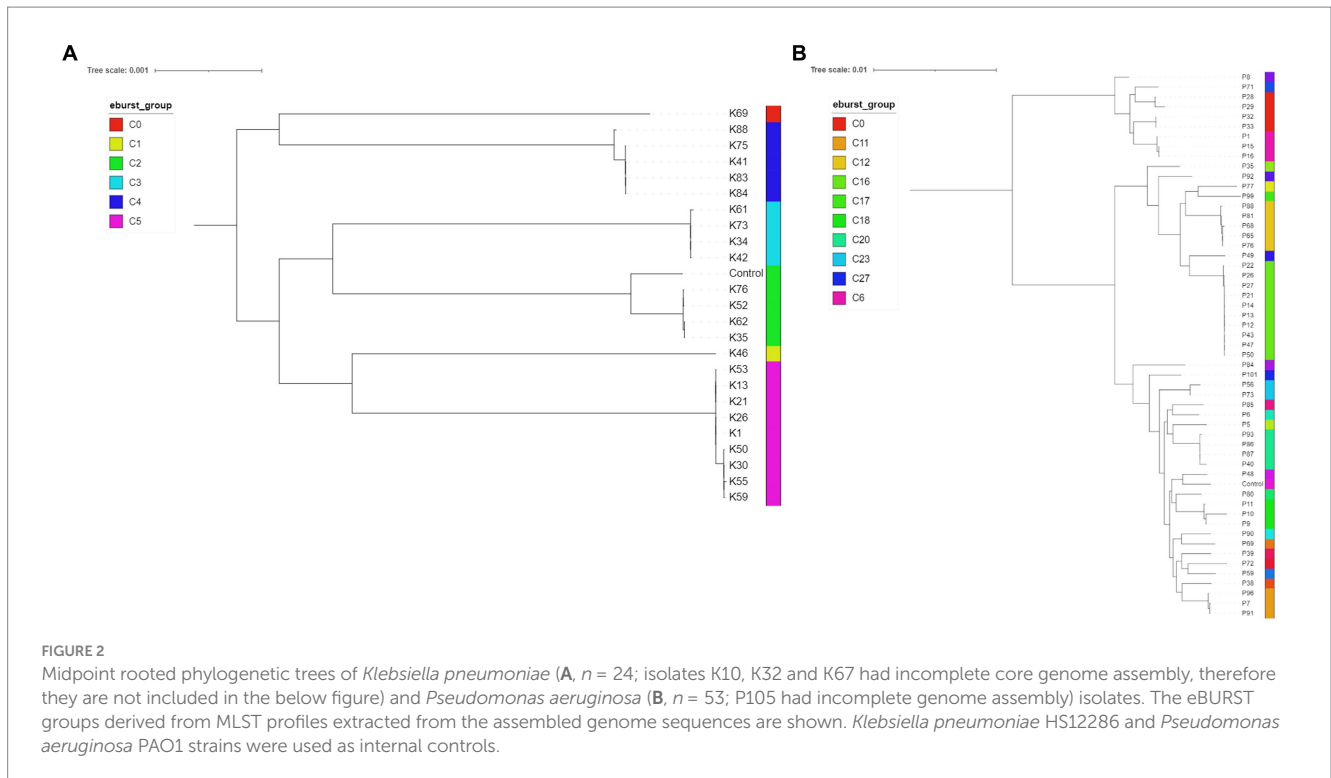 A
Tree scale: 0.001
eburst_group
C0
C1
C2
C3
C4
C5
K69
K88
K75
K41
K83
K84
K61
K73
K34
K42
Control
K76
K52
K62
K35
K46
K53
K13
K21
K26
K1
K50
K30
K55
K59
B
Tree scale: 0.01
eburst_group
C0
C11
C12
C16
C17
C18
C20
C23
C27
C6
P8
P71
P28
P29
P32
P33
P1
P15
P16
P35
P92
P77
P99
P88
P81
P68
P65
P76
P49
P22
P26
P27
P21
P14
P13
P12
P43
P47
P50
P84
P101
P56
P73
P85
P6
P5
P93
P86
P87
P40
P48
Control
P80
P11
P10
P9
P90
P69
P39
P72
P59
P38
P96
P7
P91
FIGURE 2
Midpoint rooted phylogenetic trees of Klebsiella pneumoniae (A, n = 24; isolates K10, K32 and K67 had incomplete core genome assembly, therefore
they are not included in the below figure) and Pseudomonas aeruginosa (B, n = 53; P105 had incomplete genome assembly) isolates. The eBURST
groups derived from MLST profiles extracted from the assembled genome sequences are shown. Klebsiella pneumoniae HS12286 and Pseudomonas
aeruginosa PAO1 strains were used as internal controls.